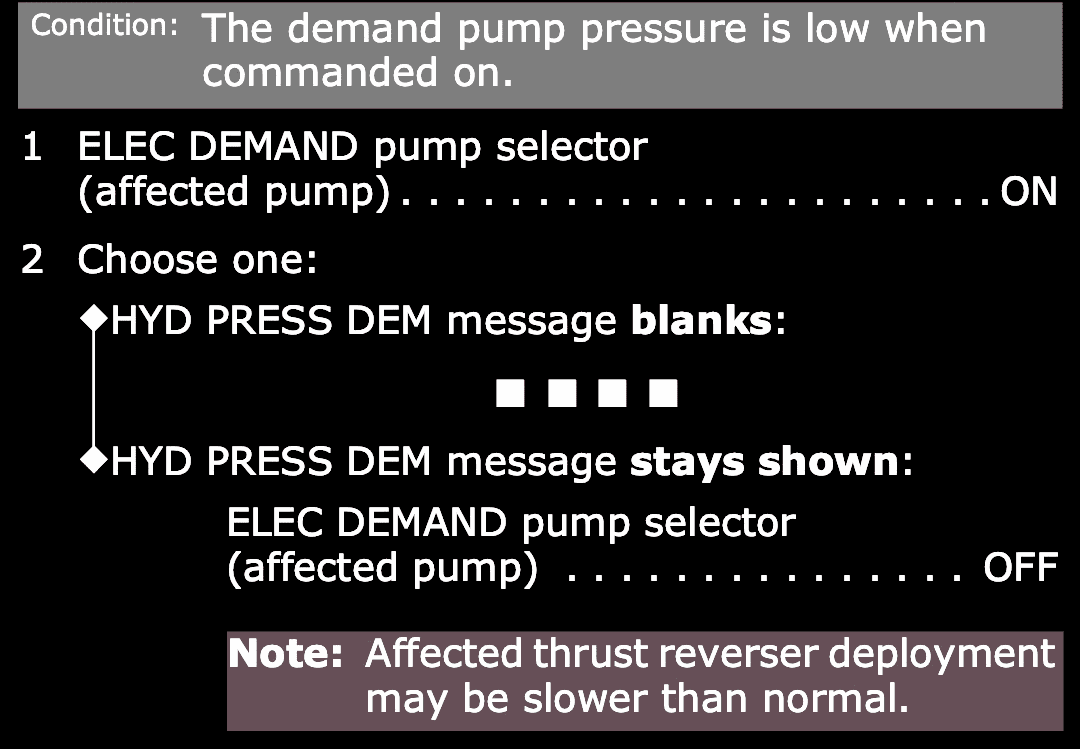 Condition: The demand pump pressure is low when
commanded on.
1 ELEC DEMAND pump selector
(affected pump) . . . . . . . . . . . . . . . . . . . . . . ON
2 Choose one:
HYD PRESS DEM message blanks:
HYD PRESS DEM message stays shown:
ELEC DEMAND pump selector
(affected pump) . . . . . . . . . . . . . . . OFF
Note: Affected thrust reverser deployment
may be slower than normal.